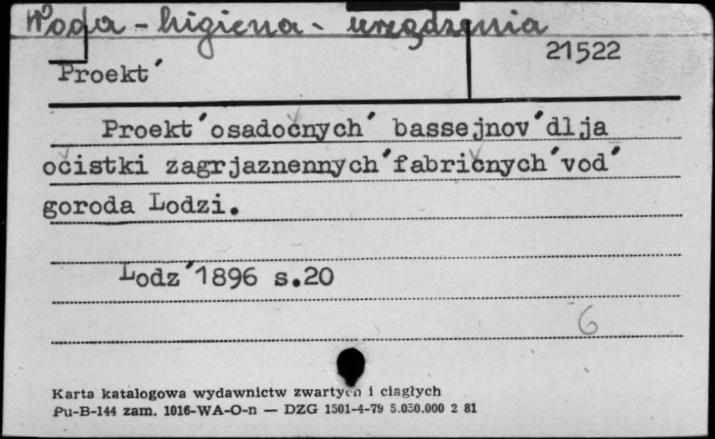 Woda - higiena - urządzenia
21522
Proekt´
Proekt´osadočnych´ bassejnov´dlja
očistki zagrjaznennych´fabričnych´vod´
goroda Lodzi.
Lodz´1896 s.20
6
Karta katalogowa wydawnictw zwartych i ciągłych
Pu-B-144 zam. 1016-WA-O-n — DZG 1501-4-79 5.050.000 2 81